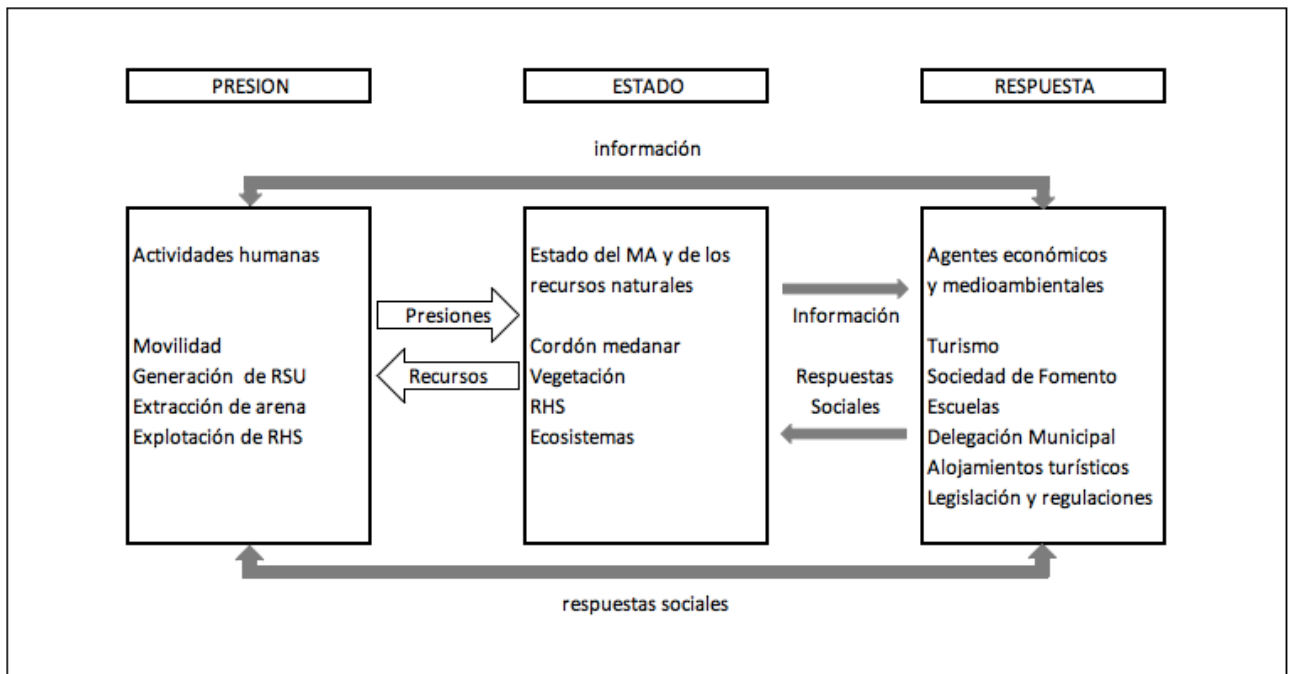 PRESION
ESTADO
RESPUESTA
información
Actividades humanas
Movilidad
Generación de RSU
Extracción de arena
Explotación de RHS
Presiones
Recursos
Estado del MA y de los
recursos naturales
Cordón medanar
Vegetación
RHS
Ecosistemas
Información
Respuestas
Sociales
Agentes económicos
y medioambientales
Turismo
Sociedad de Fomento
Escuelas
Delegación Municipal
Alojamientos turísticos
Legislación y regulaciones
respuestas sociales